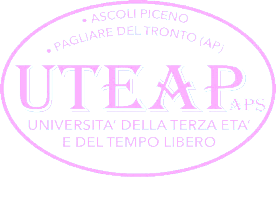 • ASCOLI PICENO
• PAGLIARE DEL TRONTO (AP)
UTEAP APS
UNIVERSITA' DELLA TERZA ETA'
E DEL TEMPO LIBERO